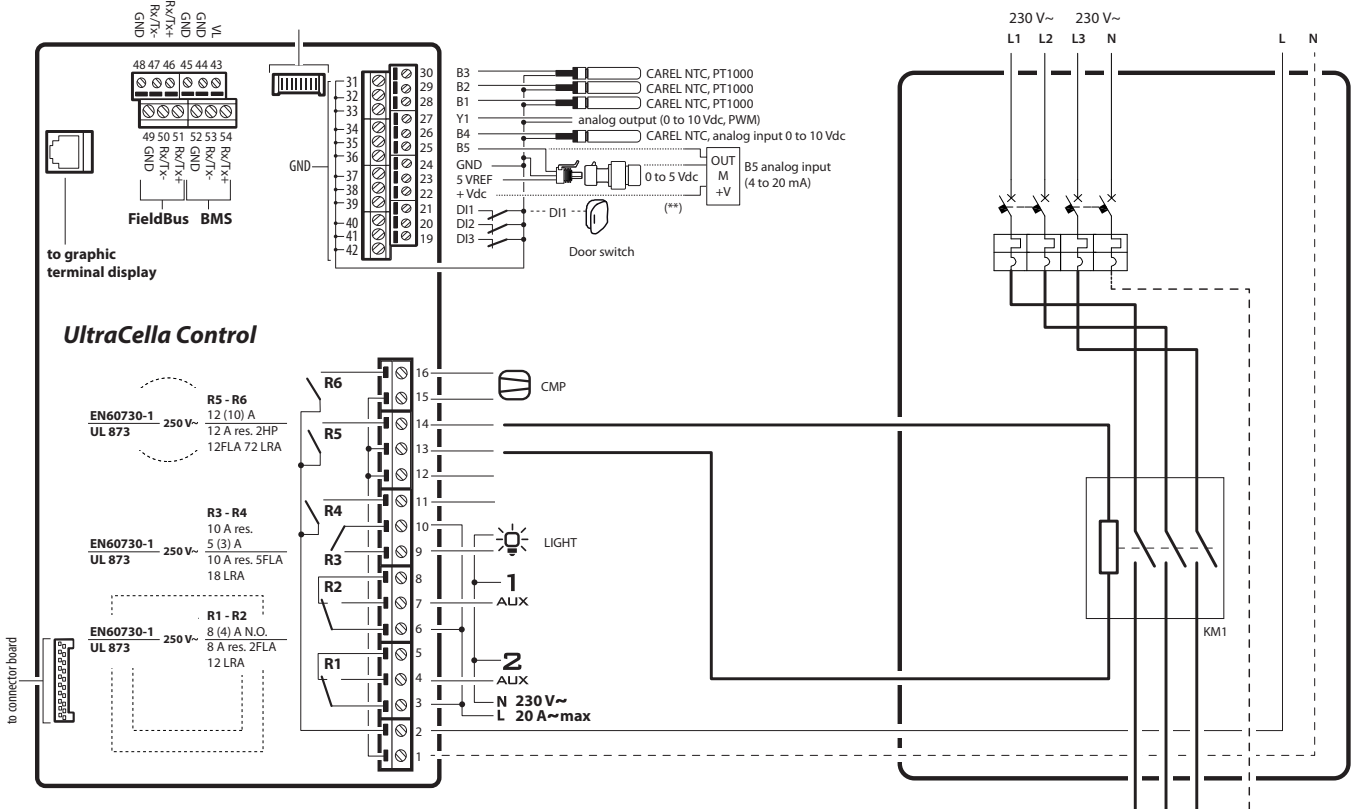 GND
Rx/Tx-
Rx/Tx+
GND
GND
VL
48 47 46 45 44 43
49 50 51 52 53 54
GND
Rx/Tx-
Rx/Tx+
GND
Rx/Tx-
Rx/Tx+
FieldBus BMS
to graphic
terminal display
GND
31
32
33
34
35
36
37
38
39
40
41
42
30
29
28
27
26
25
24
23
22
21
20
19
B3
B2
B1
Y1
B4
B5
GND
5 VREF
+ Vdc
DI1
DI2
DI3
CAREL NTC, PT1000
CAREL NTC, PT1000
CAREL NTC, PT1000
analog output (0 to 10 Vdc, PWM)
CAREL NTC, analog input 0 to 10 Vdc
0 to 5 Vdc
OUT
M
+V
B5 analog input
(4 to 20 mA)
(**)
DI1
Door switch
230 V~ 230 V~
L1 L2 L3 N
L N
UltraCella Control
EN60730-1
UL 873
250 V~
R5 - R6
12 (10) A
12 A res. 2HP
12FLA 72 LRA
EN60730-1
UL 873
250 V~
R3 - R4
10 A res.
5 (3) A
10 A res. 5FLA
18 LRA
EN60730-1
UL 873
250 V~
R1 - R2
8 (4) A N.O.
8 A res. 2FLA
12 LRA
to connector board
R6
R5
R4
R3
R2
R1
16
15
14
13
12
11
10
9
8
7
6
5
4
3
2
1
CMP
LIGHT
1
AUX
2
AUX
N 230 V~
L 20 A~max
KM1